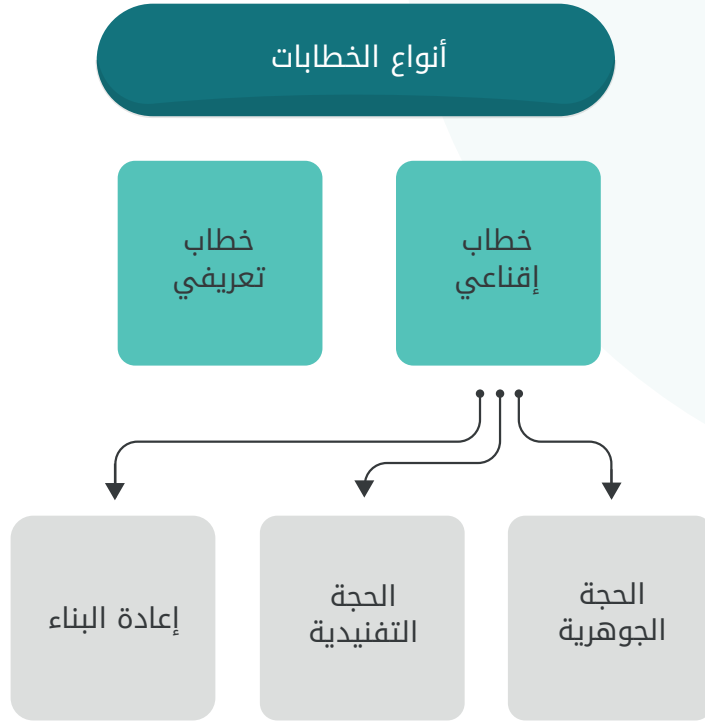 أنواع الخطابات
خطاب
إقناعي
خطاب
تعريفي
الحجة
الجوهرية
الحجة
التفنيدية
إعادة البناء